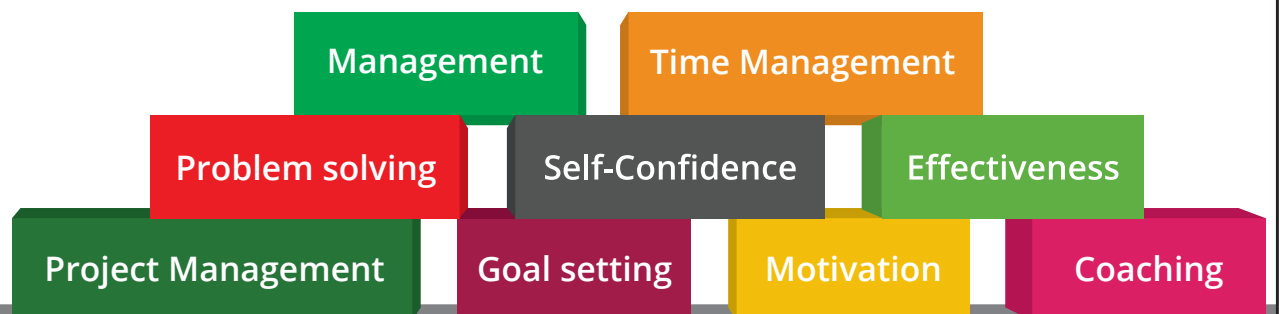 Management
Time Management
Problem solving
Self-Confidence
Effectiveness
Project Management
Goal setting
Motivation
Coaching